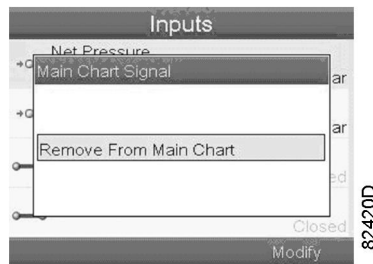 Inputs
Net Pressure
Main Chart Signal
ar
ar
Remove From Main Chart
ed
Closed
Modify
82420D